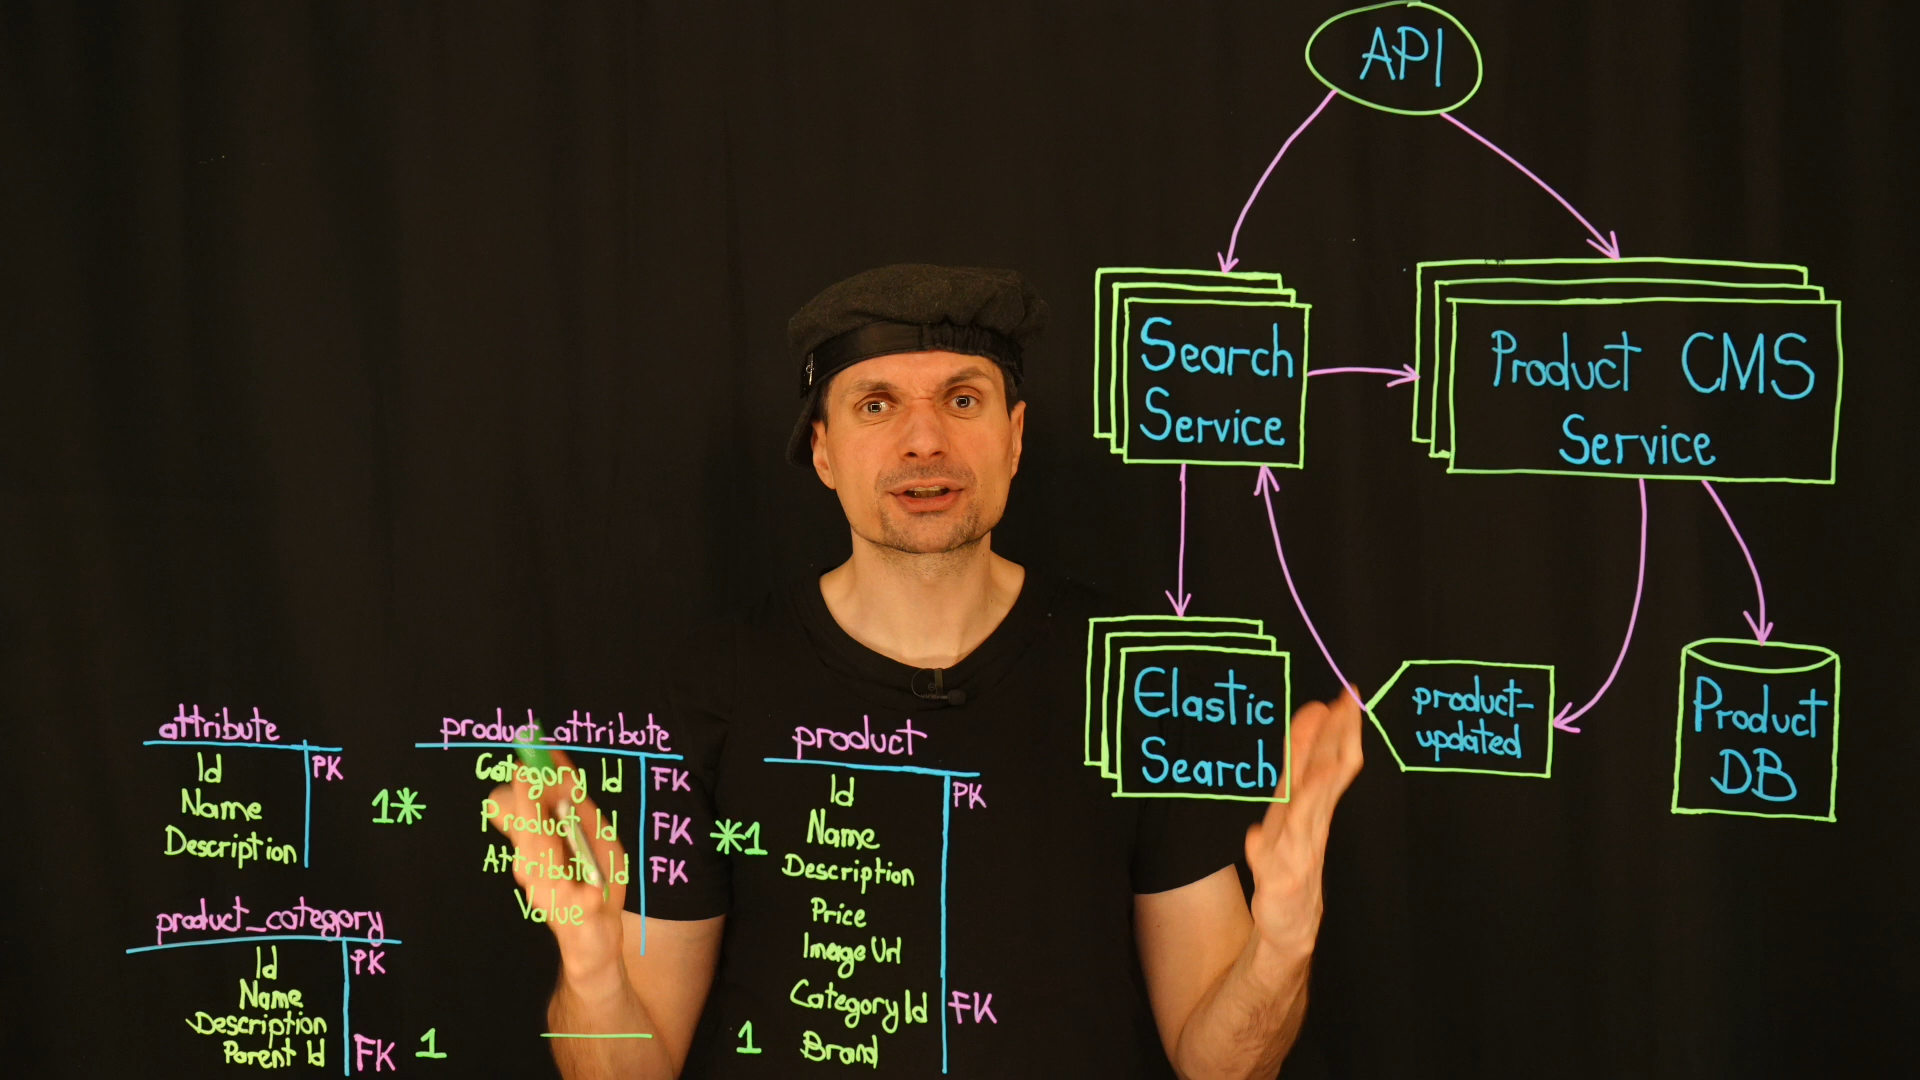 API
Search
Service
Product CMS
Service
Elastic
Search
product-
updated
Product
DB
attribute
Id PK
Name
Description
1*
product_attribute
Category Id FK
Product Id FK
Attribute Id FK
Value
*1
product
Id PK
Name
Description
Price
Image Url
Category Id FK
Brand
product_category
Id PK
Name
Description
Parent Id FK
1
1